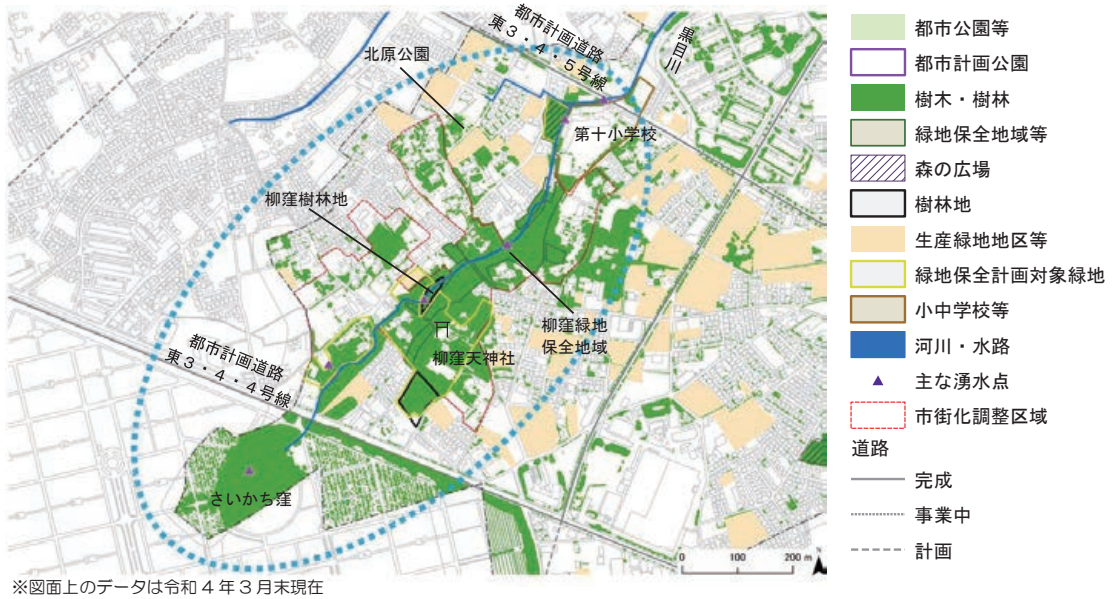 都市計画道路
東3・4・5号線
黒目川
北原公園
第十小学校
柳窪樹林地
柳窪緑地
保全地域
柳窪天神社
都市計画道路
東3・4・4号線
さいかち窪
0 100 200 m
N
都市公園等
都市計画公園
樹木・樹林
緑地保全地域等
森の広場
樹林地
生産緑地地区等
緑地保全計画対象緑地
小中学校等
河川・水路
主な湧水点
市街化調整区域
道路
完成
事業中
計画
※図面上のデータは令和4年3月末現在